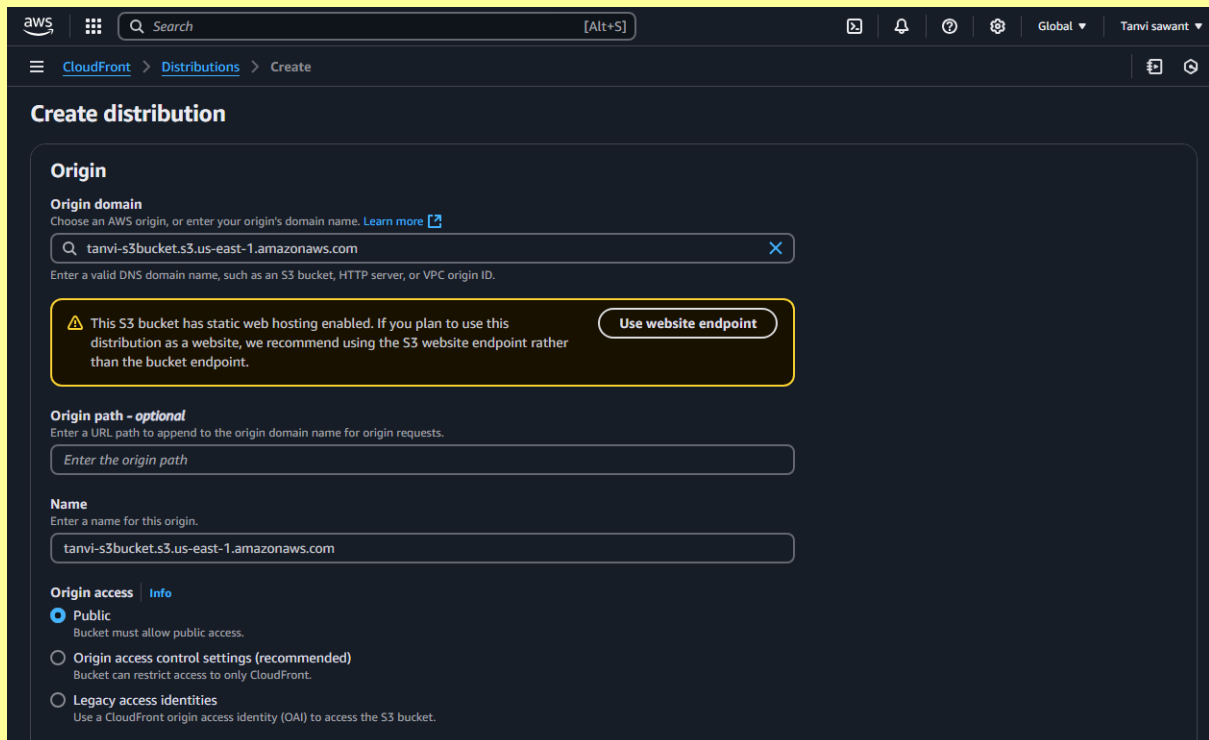 aws
Search [Alt+S]
Global ▼
Tanvi sawant ▼
CloudFront > Distributions > Create
Create distribution
Origin
Origin domain
Choose an AWS origin, or enter your origin's domain name. Learn more
tanvi-s3bucket.s3.us-east-1.amazonaws.com
Enter a valid DNS domain name, such as an S3 bucket, HTTP server, or VPC origin ID.
This S3 bucket has static web hosting enabled. If you plan to use this
distribution as a website, we recommend using the S3 website endpoint rather
than the bucket endpoint.
Use website endpoint
Origin path - optional
Enter a URL path to append to the origin domain name for origin requests.
Enter the origin path
Name
Enter a name for this origin.
tanvi-s3bucket.s3.us-east-1.amazonaws.com
Origin access Info
Public
Bucket must allow public access.
Origin access control settings (recommended)
Bucket can restrict access to only CloudFront.
Legacy access identities
Use a CloudFront origin access identity (OAI) to access the S3 bucket.